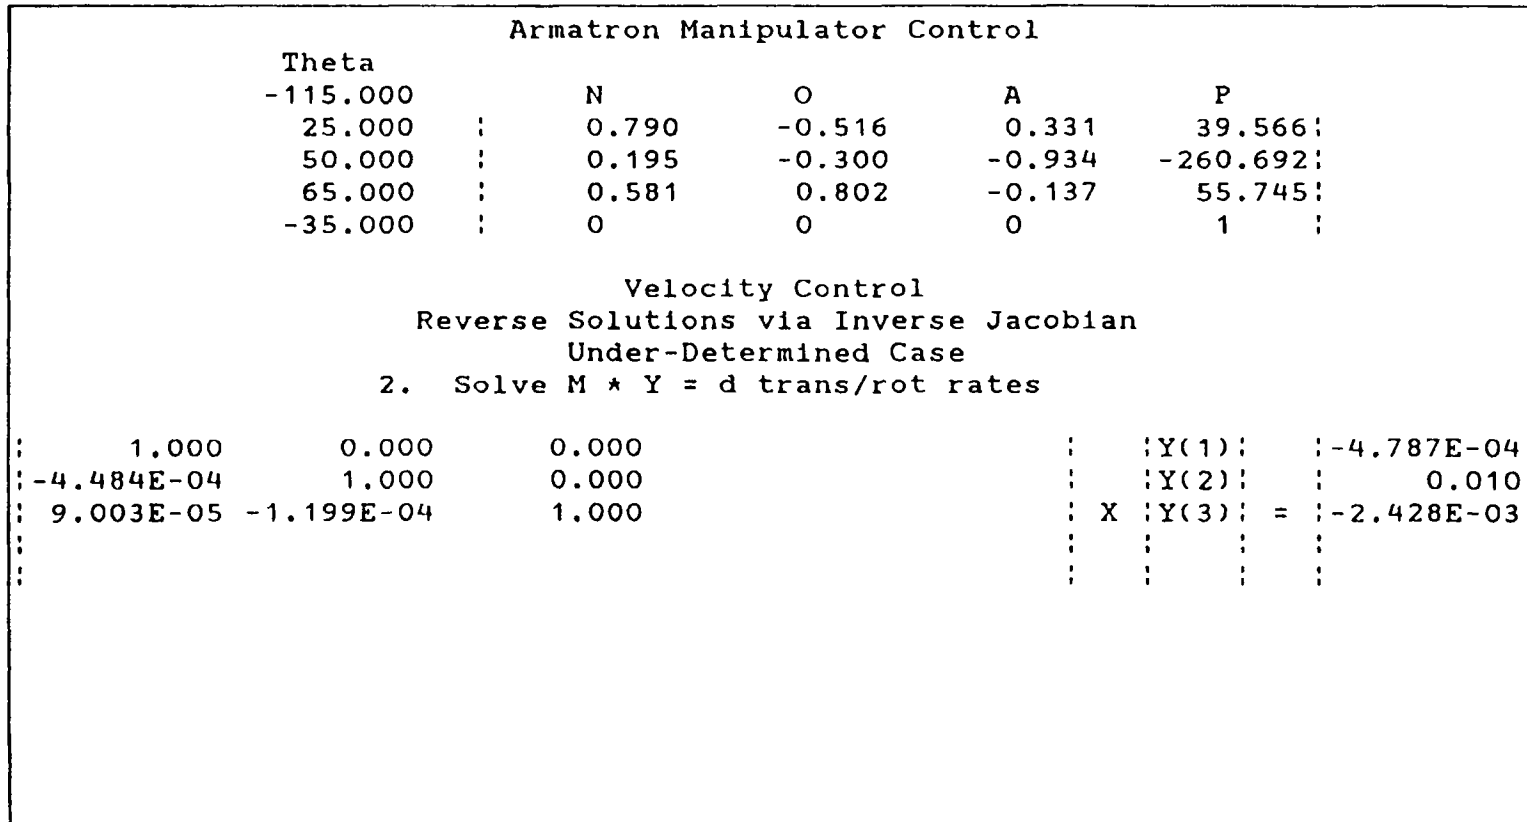 Armatron Manipulator Control
Theta
-115.000 N O A P
25.000 ¦ 0.790 -0.516 0.331 39.566¦
50.000 ¦ 0.195 -0.300 -0.934 -260.692¦
65.000 ¦ 0.581 0.802 -0.137 55.745¦
-35.000 ¦ 0 0 0 1 ¦
Velocity Control
Reverse Solutions via Inverse Jacobian
Under-Determined Case
2. Solve M * Y = d trans/rot rates
¦ 1.000 0.000 0.000 ¦ ¦Y(1)¦ ¦-4.787E-04
¦-4.484E-04 1.000 0.000 ¦ ¦Y(2)¦ ¦ 0.010
¦ 9.003E-05 -1.199E-04 1.000 ¦ X ¦Y(3)¦ = ¦-2.428E-03
¦ ¦ ¦ ¦ ¦
¦ ¦ ¦ ¦ ¦